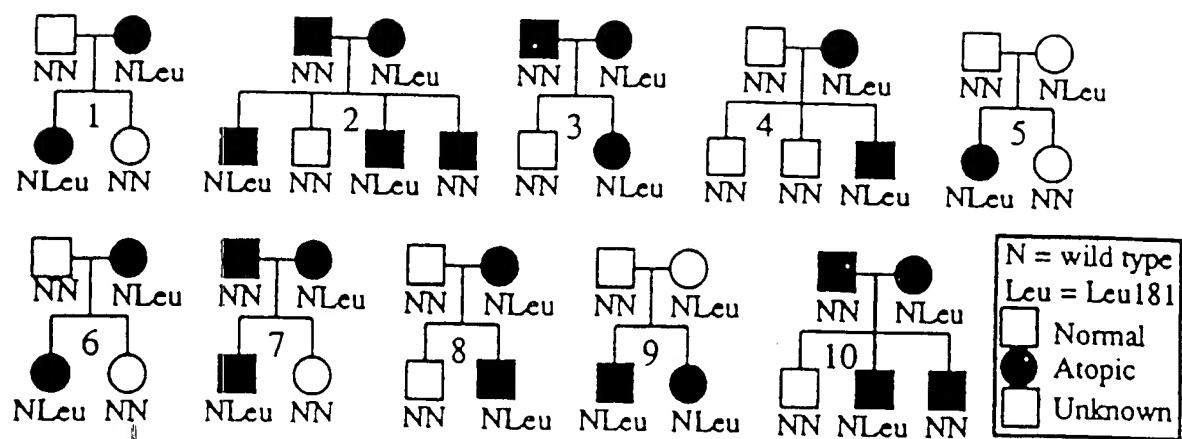 NN NLeu NN NLeu NN NLeu NN NLeu NN NLeu
1 2 3 4 5
NLeu NN NLeu NN NLeu NN NN NLeu NN NN NLeu NLeu NN
NN NLeu NN NLeu NN NLeu NN NLeu NN NLeu
6 7 8 9 10
NLeu NN NLeu NN NN NLeu NLeu NLeu NN NLeu NN
N = wild type
Leu = Leu181
Normal
Atopic
Unknown